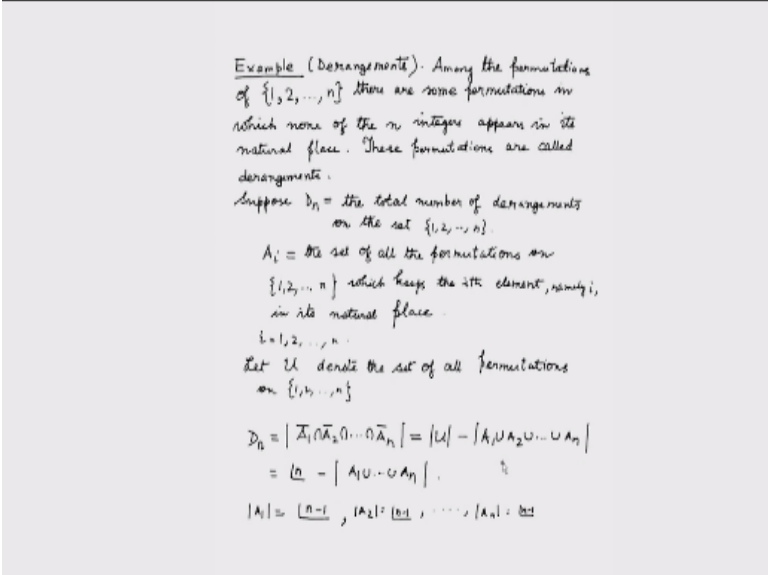 Example (Derangements). Among the permutations
of {1, 2, ..., n} there are some permutations in
which none of the n integers appears in its
natural place. These permutations are called
derangements.
Suppose Dₙ = the total number of derangements
on the set {1, 2, .., n}.
Aᵢ = the set of all the permutations on
{1, 2, ... n} which keeps the ith element, namely i,
in its natural place.
i = 1, 2, ..., n.
Let U denote the set of all permutations
on {1, 2, ..., n}
Dₙ = | A̅₁ ∩ A̅₂ ∩ ... ∩ A̅ₙ | = |U| - |A₁ ∪ A₂ ∪ ... ∪ Aₙ|
= |n̲ - | A₁ ∪ ... ∪ Aₙ |.
|A₁| = |n̲-̲1̲ , |A₂| = |n̲-̲1̲ , ....., |Aₙ| = |n̲-̲1̲